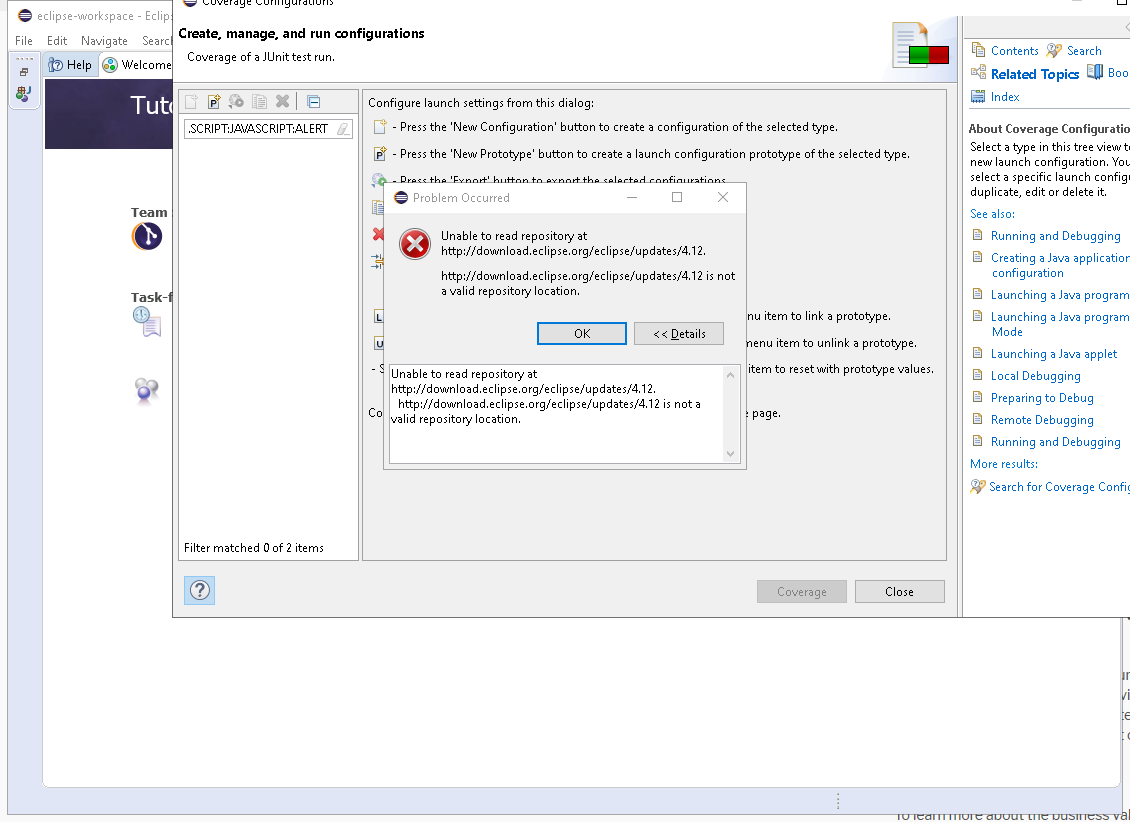 Coverage Configurations
eclipse-workspace - Eclips
File Edit Navigate Search
Create, manage, and run configurations
Coverage of a JUnit test run.
Help Welcome
Contents Search
Related Topics Boo
Index
Tuto
Configure launch settings from this dialog:
.SCRIPT:JAVASCRIPT:ALERT
- Press the 'New Configuration' button to create a configuration of the selected type.
- Press the 'New Prototype' button to create a launch configuration prototype of the selected type.
- Press the 'Export' button to export the selected configurations.
Problem Occurred
Unable to read repository at
http://download.eclipse.org/eclipse/updates/4.12.
http://download.eclipse.org/eclipse/updates/4.12 is not
a valid repository location.
OK
<< Details
Unable to read repository at
http://download.eclipse.org/eclipse/updates/4.12.
http://download.eclipse.org/eclipse/updates/4.12 is not a
valid repository location.
nu item to link a prototype.
menu item to unlink a prototype.
- S
item to reset with prototype values.
Co
e page.
Team
Task-f
Filter matched 0 of 2 items
Coverage
Close
About Coverage Configuratio
Select a type in this tree view to
new launch configuration. You
select a specific launch configu
duplicate, edit or delete it.
See also:
Running and Debugging
Creating a Java application
configuration
Launching a Java program
Launching a Java program
Mode
Launching a Java applet
Local Debugging
Preparing to Debug
Remote Debugging
Running and Debugging
More results:
Search for Coverage Config
To learn more about the business val